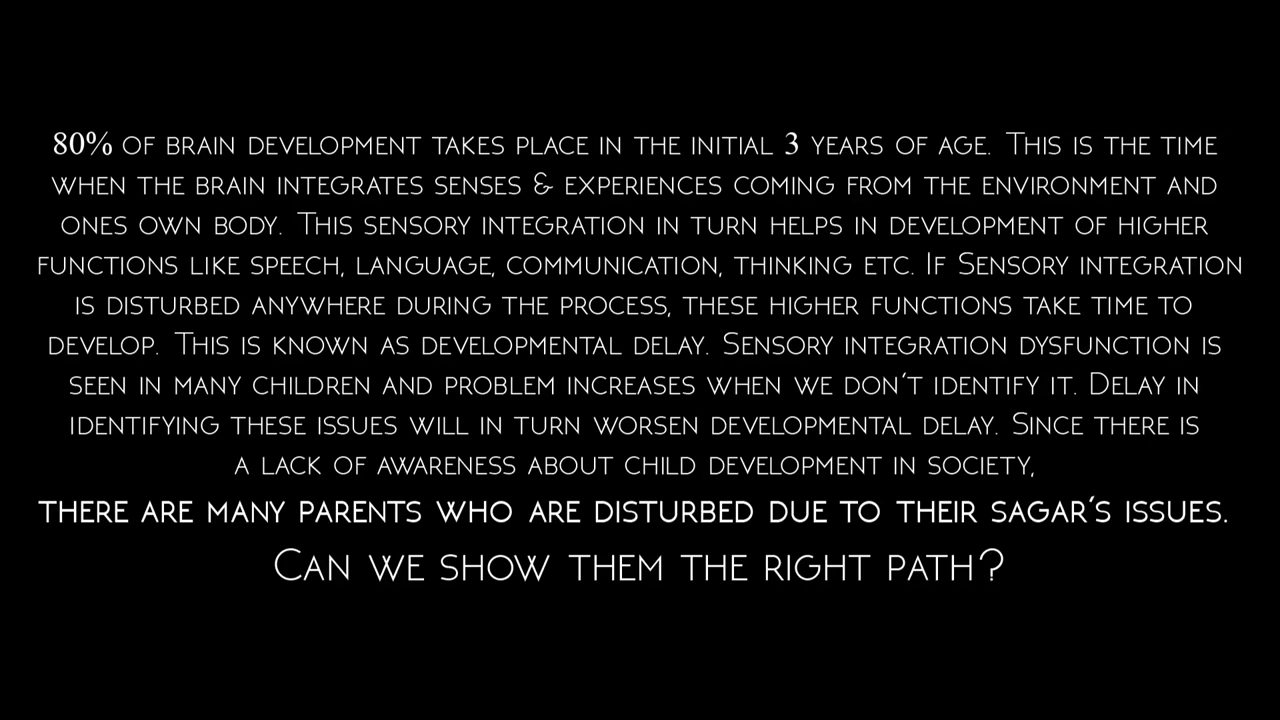 80% of brain development takes place in the initial 3 years of age. This is the time
when the brain integrates senses & experiences coming from the environment and
ones own body. This sensory integration in turn helps in development of higher
functions like speech, language, communication, thinking etc. If Sensory integration
is disturbed anywhere during the process, these higher functions take time to
develop. This is known as developmental delay. Sensory integration dysfunction is
seen in many children and problem increases when we don't identify it. Delay in
identifying these issues will in turn worsen developmental delay. Since there is
a lack of awareness about child development in society,
there are many parents who are disturbed due to their sagar's issues.
Can we show them the right path?